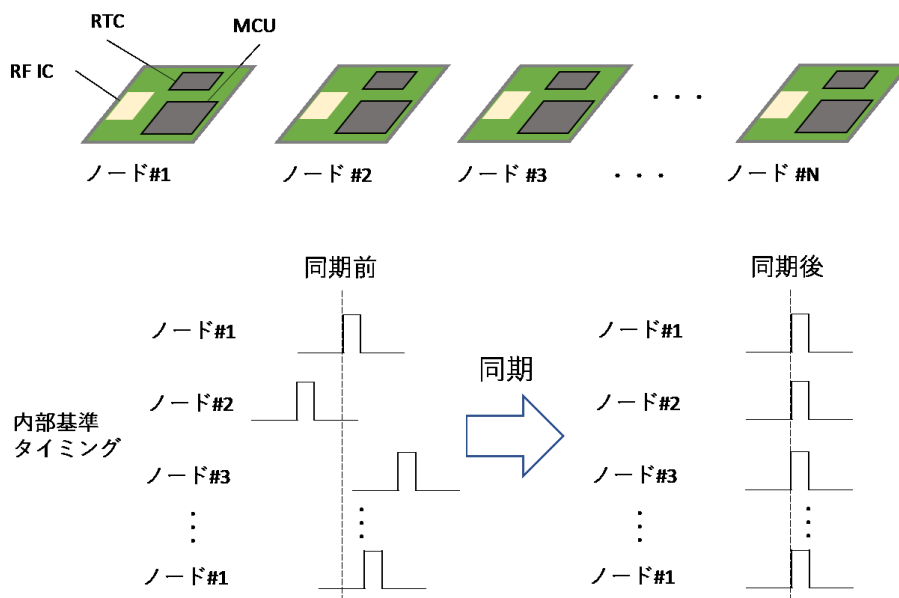 RTC
MCU
RF IC
ノード#1
ノード #2
ノード #3
・・・
ノード #N
同期前
同期後
ノード#1
ノード#1
同期
ノード#2
ノード#2
内部基準
タイミング
ノード#3
ノード#3
ノード#1
ノード#1